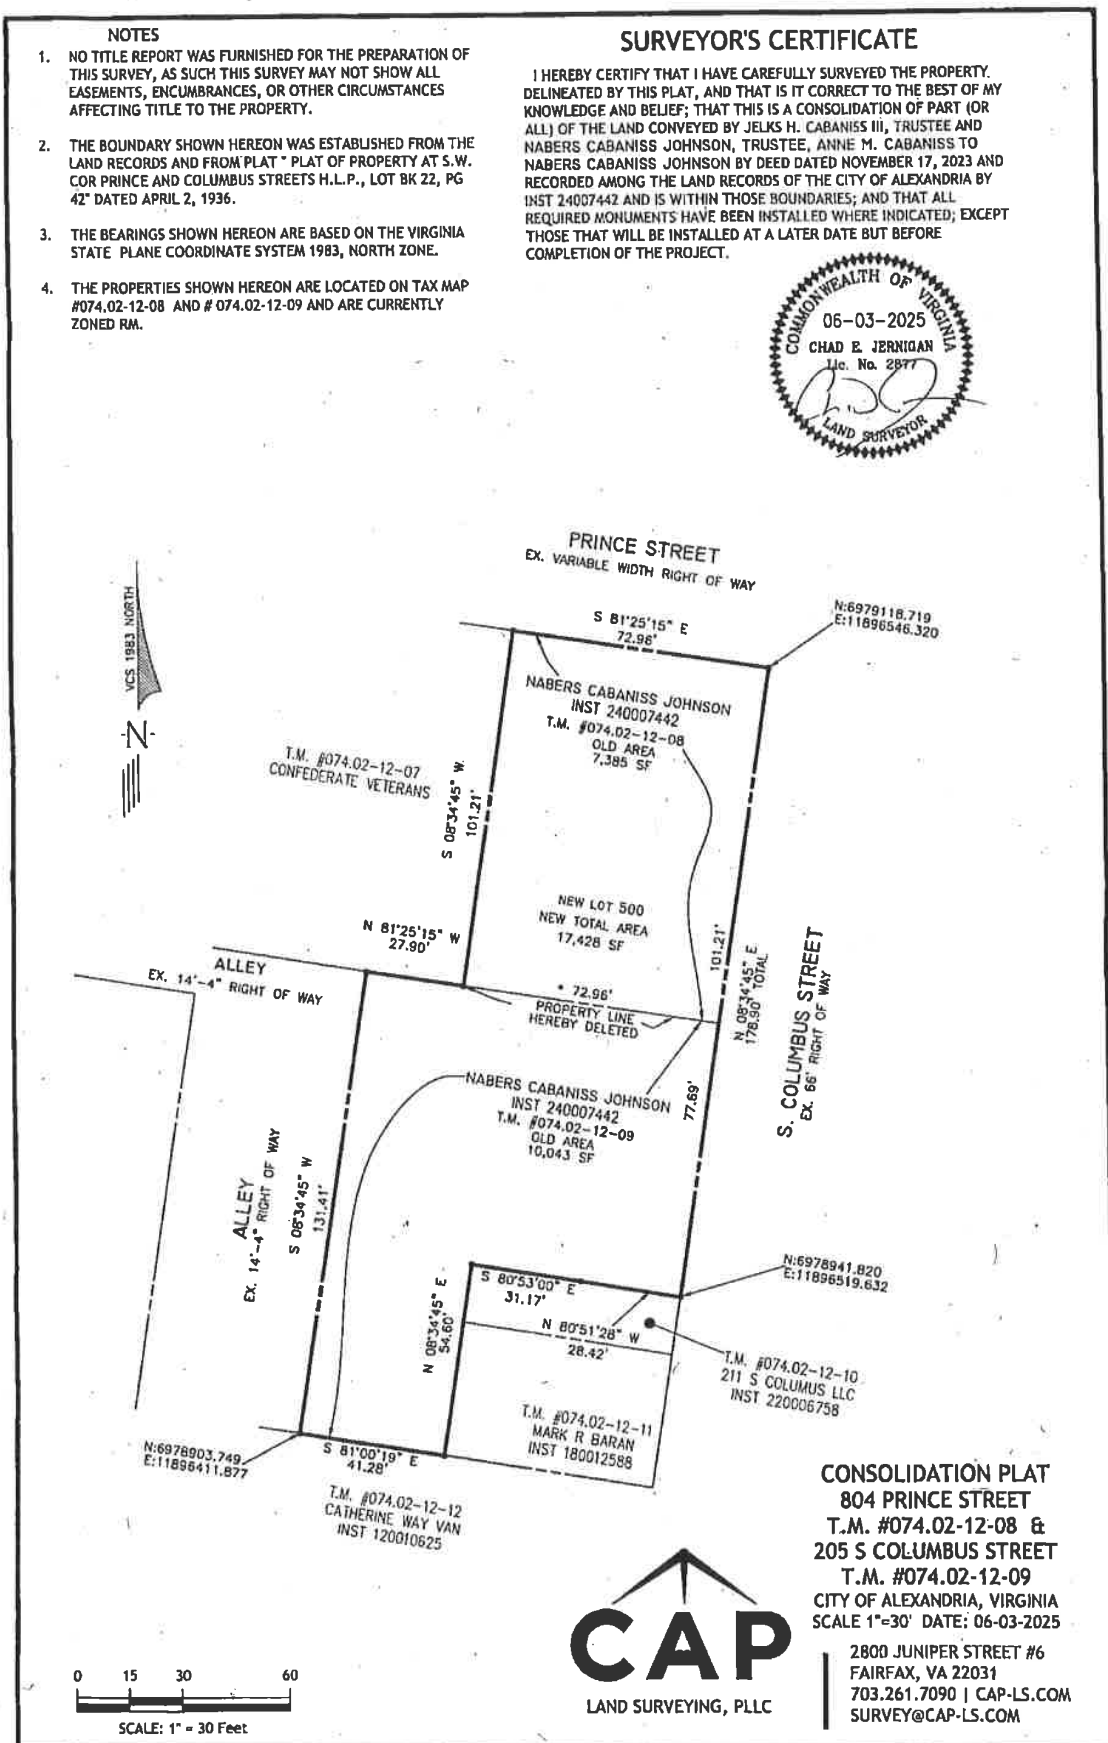 NOTES
1. NO TITLE REPORT WAS FURNISHED FOR THE PREPARATION OF
THIS SURVEY, AS SUCH THIS SURVEY MAY NOT SHOW ALL
EASEMENTS, ENCUMBRANCES, OR OTHER CIRCUMSTANCES
AFFECTING TITLE TO THE PROPERTY.
2. THE BOUNDARY SHOWN HEREON WAS ESTABLISHED FROM THE
LAND RECORDS AND FROM PLAT " PLAT OF PROPERTY AT S.W.
COR PRINCE AND COLUMBUS STREETS H.L.P., LOT BK 22, PG
42" DATED APRIL 2, 1936.
3. THE BEARINGS SHOWN HEREON ARE BASED ON THE VIRGINIA
STATE PLANE COORDINATE SYSTEM 1983, NORTH ZONE.
4. THE PROPERTIES SHOWN HEREON ARE LOCATED ON TAX MAP
#074.02-12-08 AND # 074.02-12-09 AND ARE CURRENTLY
ZONED RM.
SURVEYOR'S CERTIFICATE
I HEREBY CERTIFY THAT I HAVE CAREFULLY SURVEYED THE PROPERTY.
DELINEATED BY THIS PLAT, AND THAT IS IT CORRECT TO THE BEST OF MY
KNOWLEDGE AND BELIEF; THAT THIS IS A CONSOLIDATION OF PART (OR
ALL) OF THE LAND CONVEYED BY JELKS H. CABANISS III, TRUSTEE AND
NABERS CABANISS JOHNSON, TRUSTEE, ANNE M. CABANISS TO
NABERS CABANISS JOHNSON BY DEED DATED NOVEMBER 17, 2023 AND
RECORDED AMONG THE LAND RECORDS OF THE CITY OF ALEXANDRIA BY
INST 24007442 AND IS WITHIN THOSE BOUNDARIES; AND THAT ALL
REQUIRED MONUMENTS HAVE BEEN INSTALLED WHERE INDICATED; EXCEPT
THOSE THAT WILL BE INSTALLED AT A LATER DATE BUT BEFORE
COMPLETION OF THE PROJECT.
COMMONWEALTH OF VIRGINIA
06-03-2025
CHAD E. JERNIGAN
Lic. No. 2877
LAND SURVEYOR
PRINCE STREET
EX. VARIABLE WIDTH RIGHT OF WAY
S 81°25'15" E
72.96'
N:6979118.719
E:11896546.320
VCS 1983 NORTH
-N-
NABERS CABANISS JOHNSON
INST 240007442
T.M. #074.02-12-08
OLD AREA
7,385 SF
T.M. #074.02-12-07
CONFEDERATE VETERANS
S 08°34'45" W
101.21'
NEW LOT 500
NEW TOTAL AREA
17,428 SF
N 81°25'15" W
27.90'
101.21'
N 08°34'45" E
178.90' TOTAL
S. COLUMBUS STREET
EX. 66' RIGHT OF WAY
ALLEY
EX. 14'-4" RIGHT OF WAY
72.96'
PROPERTY LINE
HEREBY DELETED
NABERS CABANISS JOHNSON
INST 240007442
T.M. #074.02-12-09
OLD AREA
10,043 SF
77.69'
ALLEY
EX. 14'-4" RIGHT OF WAY
S 08°34'45" W
131.41'
N:6978941.820
E:11896519.632
S 80°53'00" E
31.17'
N 08°34'45" E
54.60'
N 80°51'28" W
28.42'
T.M. #074.02-12-10
211 S COLUMUS LLC
INST 220006758
T.M. #074.02-12-11
MARK R BARAN
INST 180012588
N:6978903.749
E:11896411.877
S 81°00'19" E
41.28'
T.M. #074.02-12-12
CATHERINE WAY VAN
INST 120010625
CONSOLIDATION PLAT
804 PRINCE STREET
T.M. #074.02-12-08 &
205 S COLUMBUS STREET
T.M. #074.02-12-09
CITY OF ALEXANDRIA, VIRGINIA
SCALE 1"=30' DATE: 06-03-2025
CAP
LAND SURVEYING, PLLC
2800 JUNIPER STREET #6
FAIRFAX, VA 22031
703.261.7090 | CAP-LS.COM
SURVEY@CAP-LS.COM
0 15 30 60
SCALE: 1" = 30 Feet